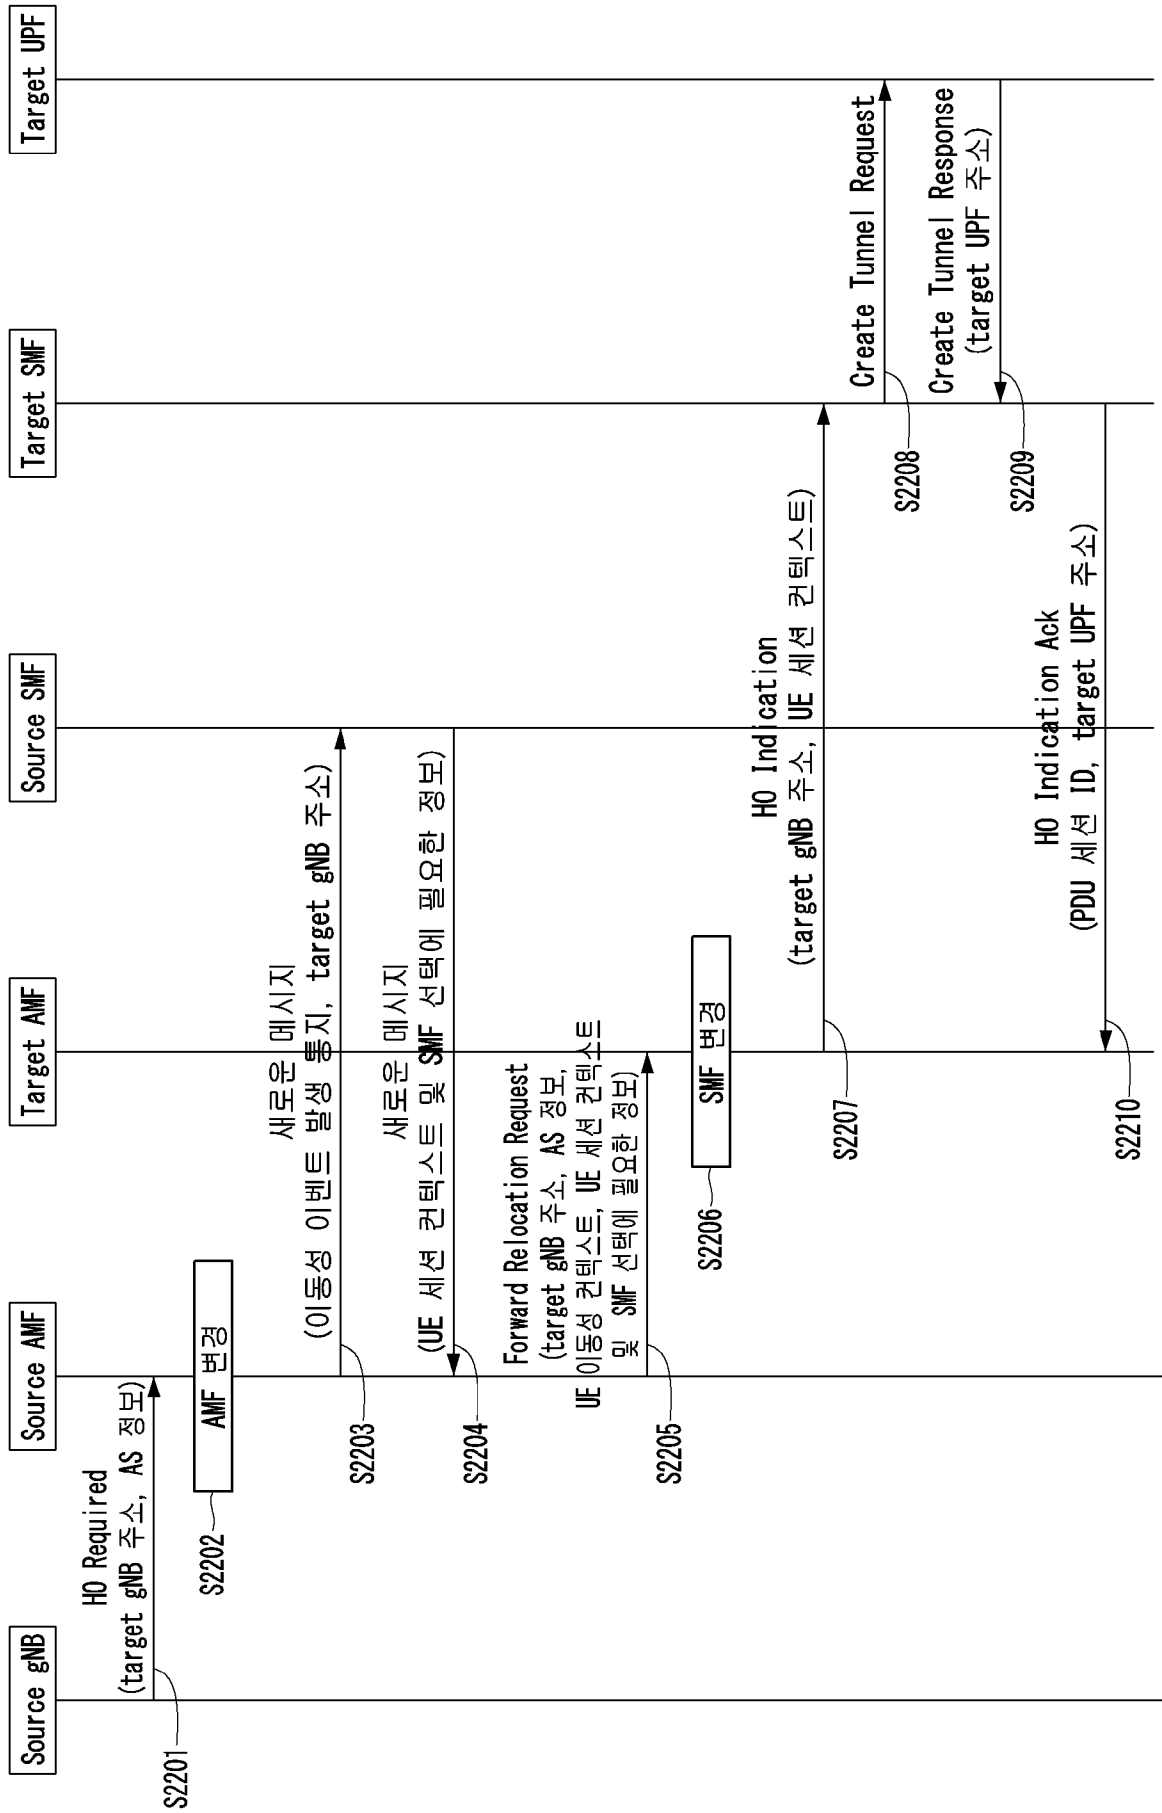 Source gNB
Source AMF
Target AMF
Source SMF
Target SMF
Target UPF
HO Required
(target gNB 주소, AS 정보)
S2201
AMF 변경
S2202
새로운 메시지
(이동성 이벤트 발생 통지, target gNB 주소)
S2203
새로운 메시지
(UE 세션 컨텍스트 및 SMF 선택에 필요한 정보)
S2204
Forward Relocation Request
(target gNB 주소, AS 정보,
UE 이동성 컨텍스트, UE 세션 컨텍스트
및 SMF 선택에 필요한 정보)
S2205
SMF 변경
S2206
HO Indication
(target gNB 주소, UE 세션 컨텍스트)
S2207
Create Tunnel Request
S2208
Create Tunnel Response
(target UPF 주소)
S2209
HO Indication Ack
(PDU 세션 ID, target UPF 주소)
S2210